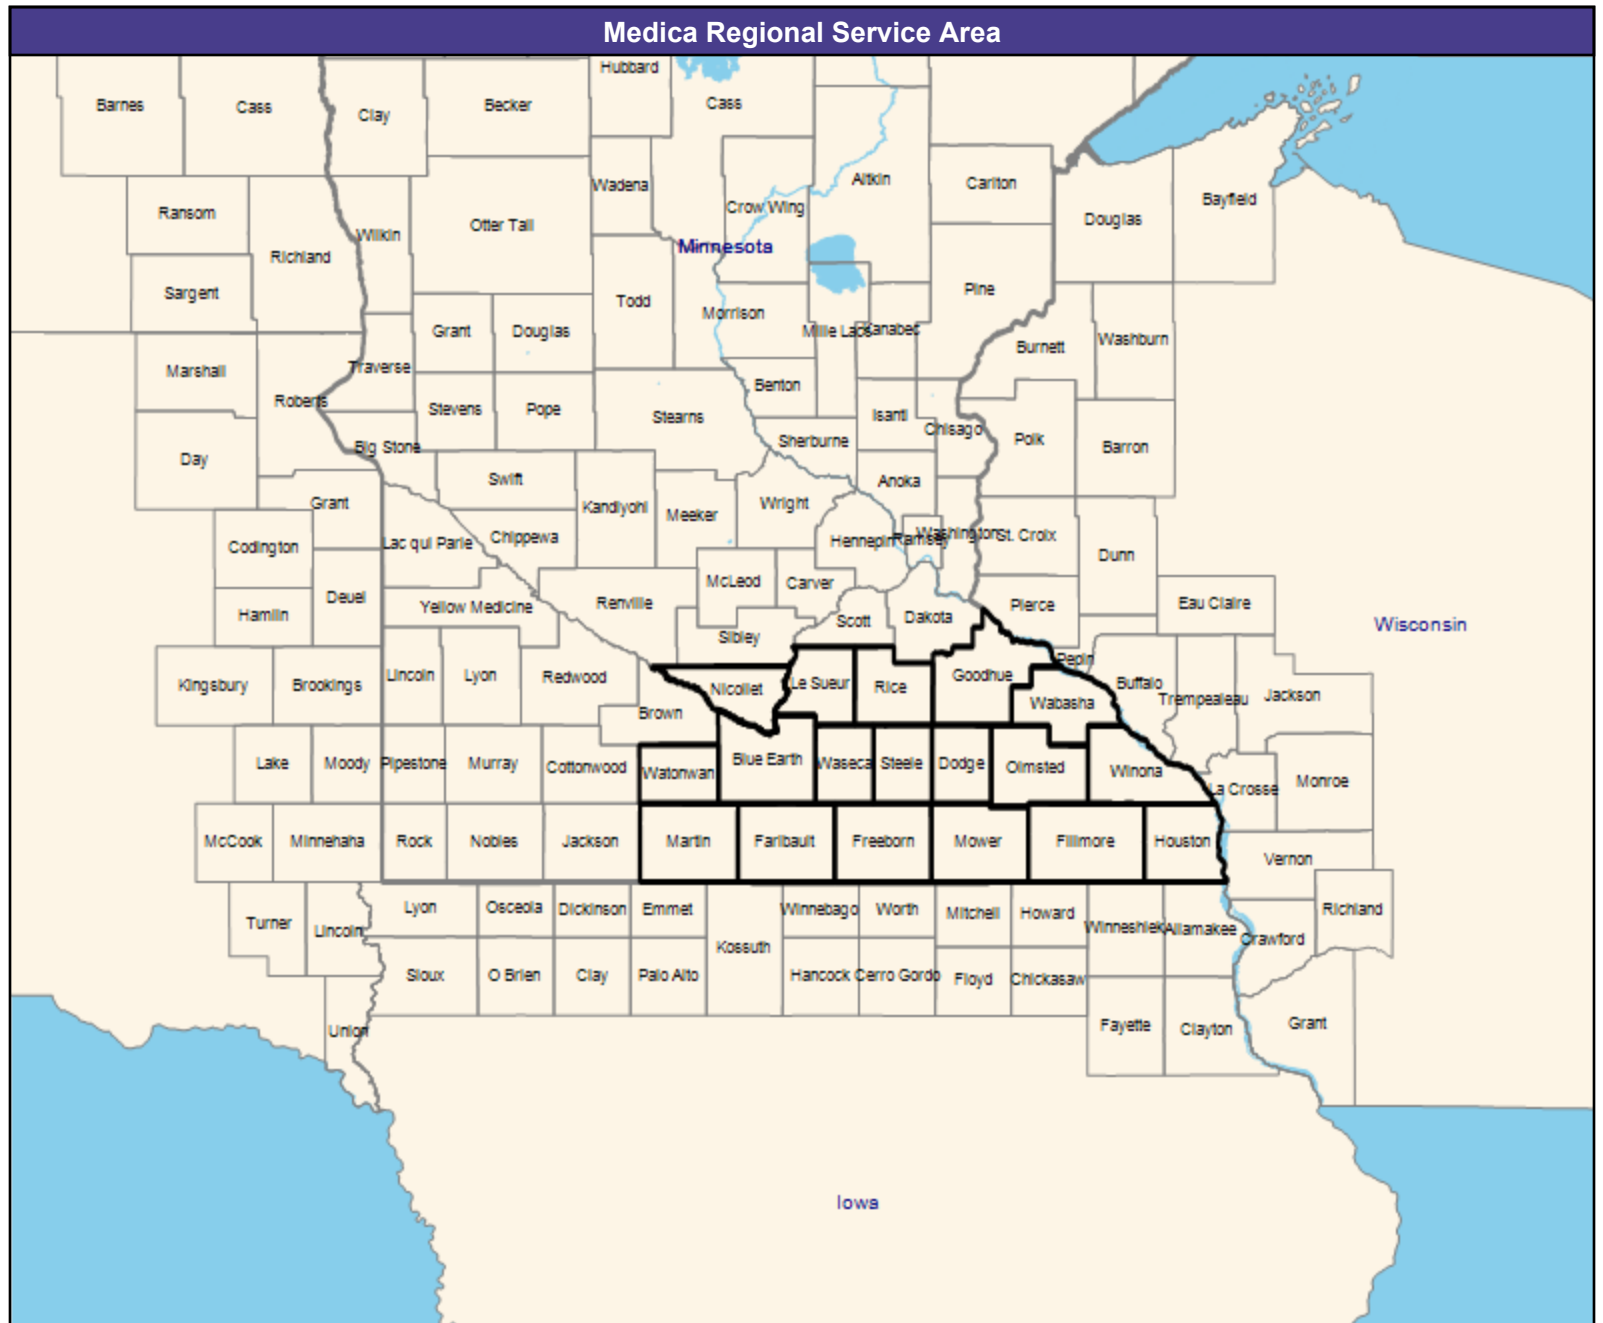 Medica Regional Service Area
Hubbard
Barnes
Cass
Clay
Becker
Cass
Wadena
Crow Wing
Aitkin
Carlton
Douglas
Bayfield
Ransom
Richland
Wilkin
Otter Tail
Minnesota
Sargent
Todd
Morrison
Pine
Grant
Douglas
Mille Lacs
Kanabec
Burnett
Washburn
Marshall
Roberts
Traverse
Benton
Stevens
Pope
Stearns
Isanti
Chisago
Polk
Barron
Day
Big Stone
Sherburne
Swift
Anoka
Grant
Kandiyohi
Meeker
Wright
Codington
Lac qui Parle
Chippewa
Hennepin
Ramsey
Washington
St. Croix
Dunn
Deuel
McLeod
Carver
Hamlin
Yellow Medicine
Renville
Scott
Dakota
Pierce
Eau Claire
Sibley
Wisconsin
Kingsbury
Brookings
Lincoln
Lyon
Redwood
Nicollet
Le Sueur
Rice
Goodhue
Pepin
Buffalo
Trempealeau
Jackson
Brown
Wabasha
Lake
Moody
Pipestone
Murray
Cottonwood
Watonwan
Blue Earth
Waseca
Steele
Dodge
Olmsted
Winona
La Crosse
Monroe
McCook
Minnehaha
Rock
Nobles
Jackson
Martin
Faribault
Freeborn
Mower
Fillmore
Houston
Vernon
Turner
Lincoln
Lyon
Osceola
Dickinson
Emmet
Kossuth
Winnebago
Worth
Mitchell
Howard
Winneshiek
Allamakee
Crawford
Richland
Sioux
O Brien
Clay
Palo Alto
Hancock
Cerro Gordo
Floyd
Chickasaw
Union
Fayette
Clayton
Grant
Iowa